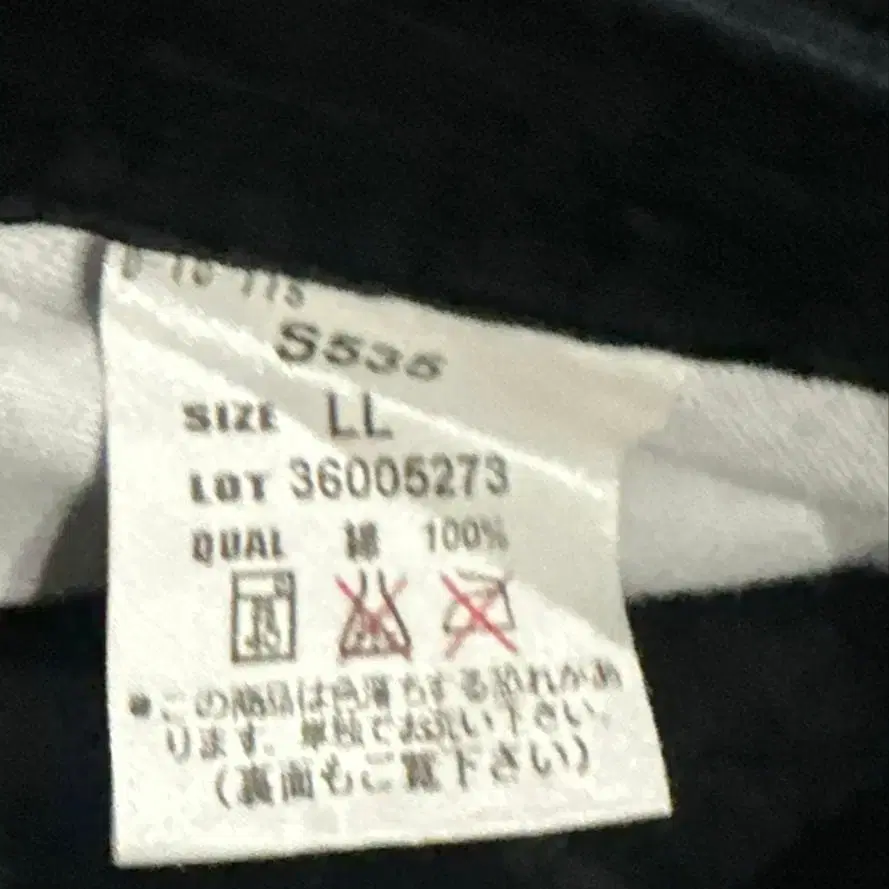 S535
SIZE LL
LOT 36005273
QUAL 綿 100%
●この商品は色落ちする恐れがあ
ります。単独でお洗い下さい。
(裏面もご覧下さい)